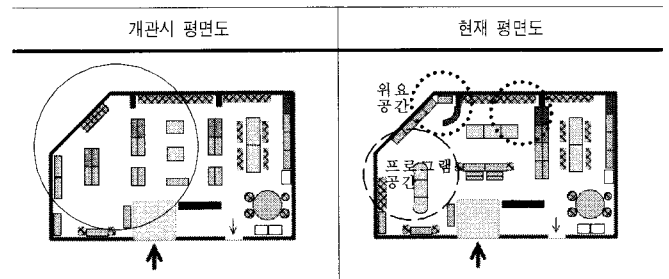 개관시 평면도
현재 평면도
위요
공간
프로그램
공간